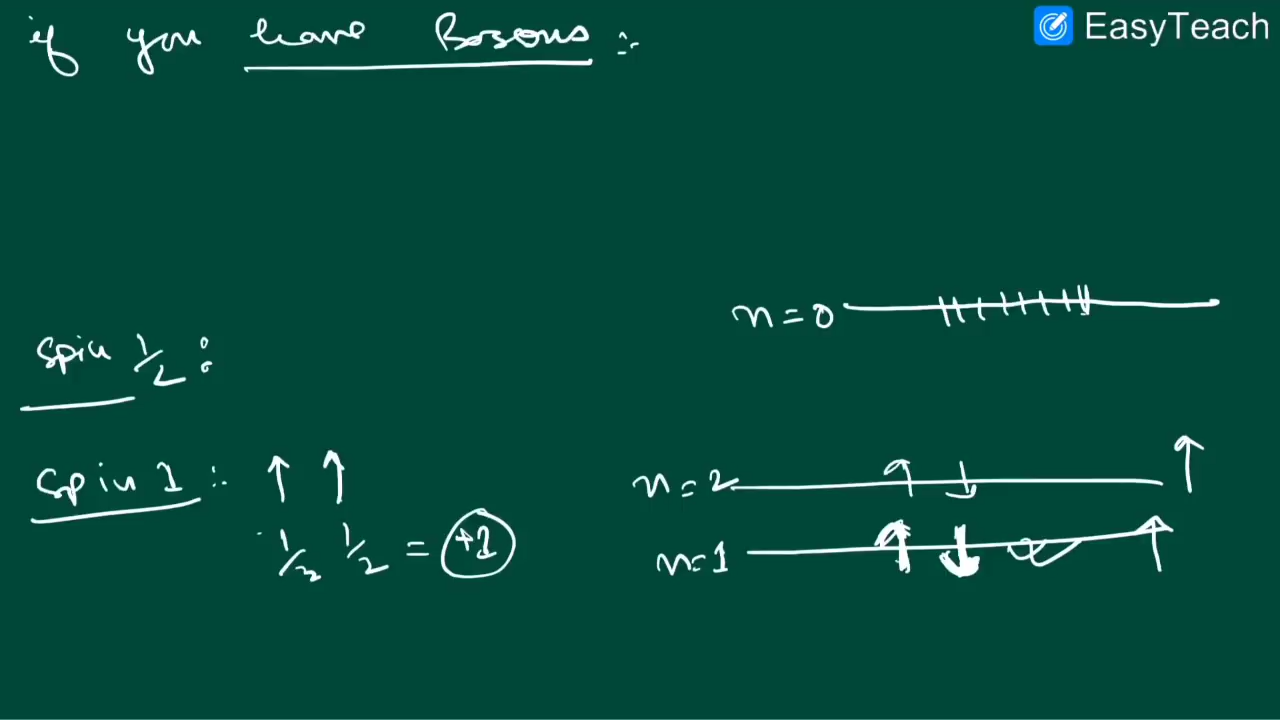 if you have Bosons :-
EasyTeach
n = 0
spin 1/2 :
spin 1 :- ↑ ↑
1/2 1/2 = +1
n = 2 ↑ ↓ ↑
n=1 ↑ ↓ ↑